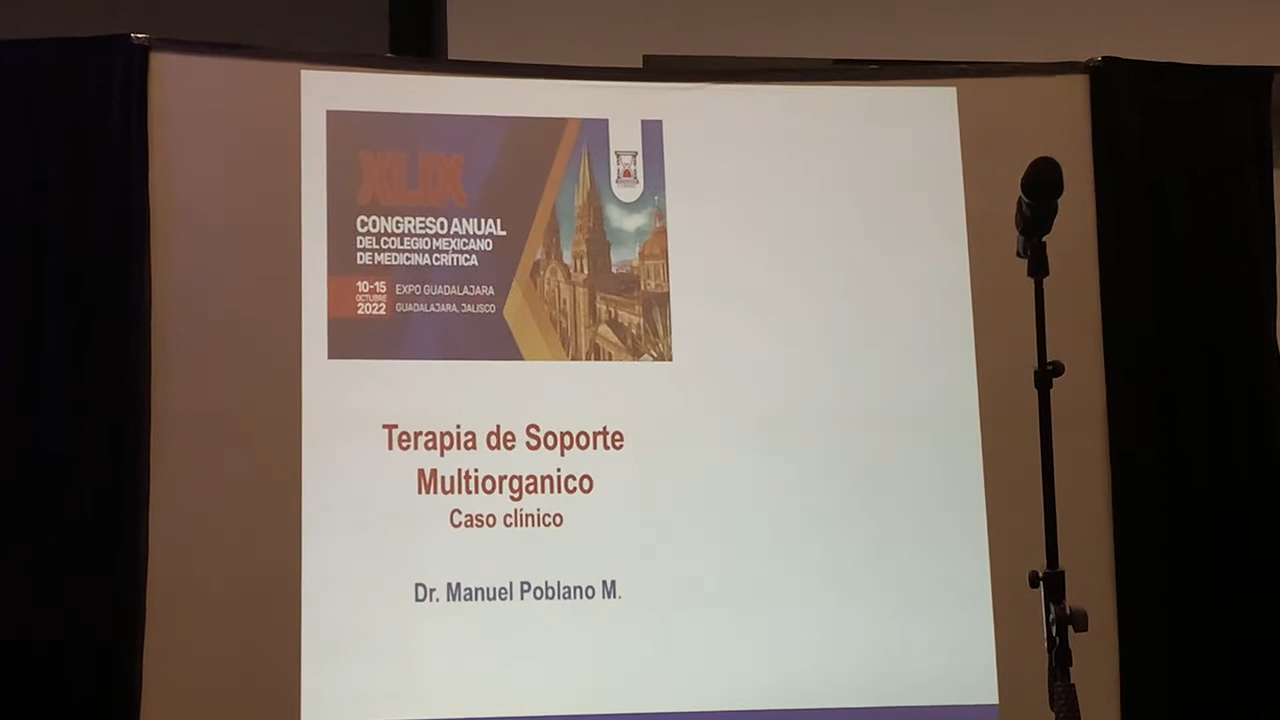 XLIX
CONGRESO ANUAL
DEL COLEGIO MEXICANO
DE MEDICINA CRÍTICA
10-15
OCTUBRE
2022
EXPO GUADALAJARA
GUADALAJARA, JALISCO
Terapia de Soporte
Multiorganico
Caso clínico
Dr. Manuel Poblano M.